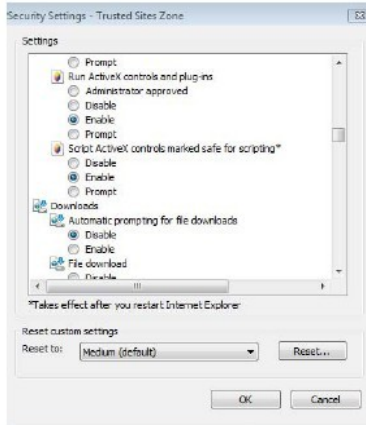 Security Settings - Trusted Sites Zone
Settings
Prompt
Run ActiveX controls and plug-ins
Administrator approved
Disable
Enable
Prompt
Script ActiveX controls marked safe for scripting*
Disable
Enable
Prompt
Downloads
Automatic prompting for file downloads
Disable
Enable
File download
Disable
*Takes effect after you restart Internet Explorer
Reset custom settings
Reset to: Medium (default) Reset...
OK Cancel